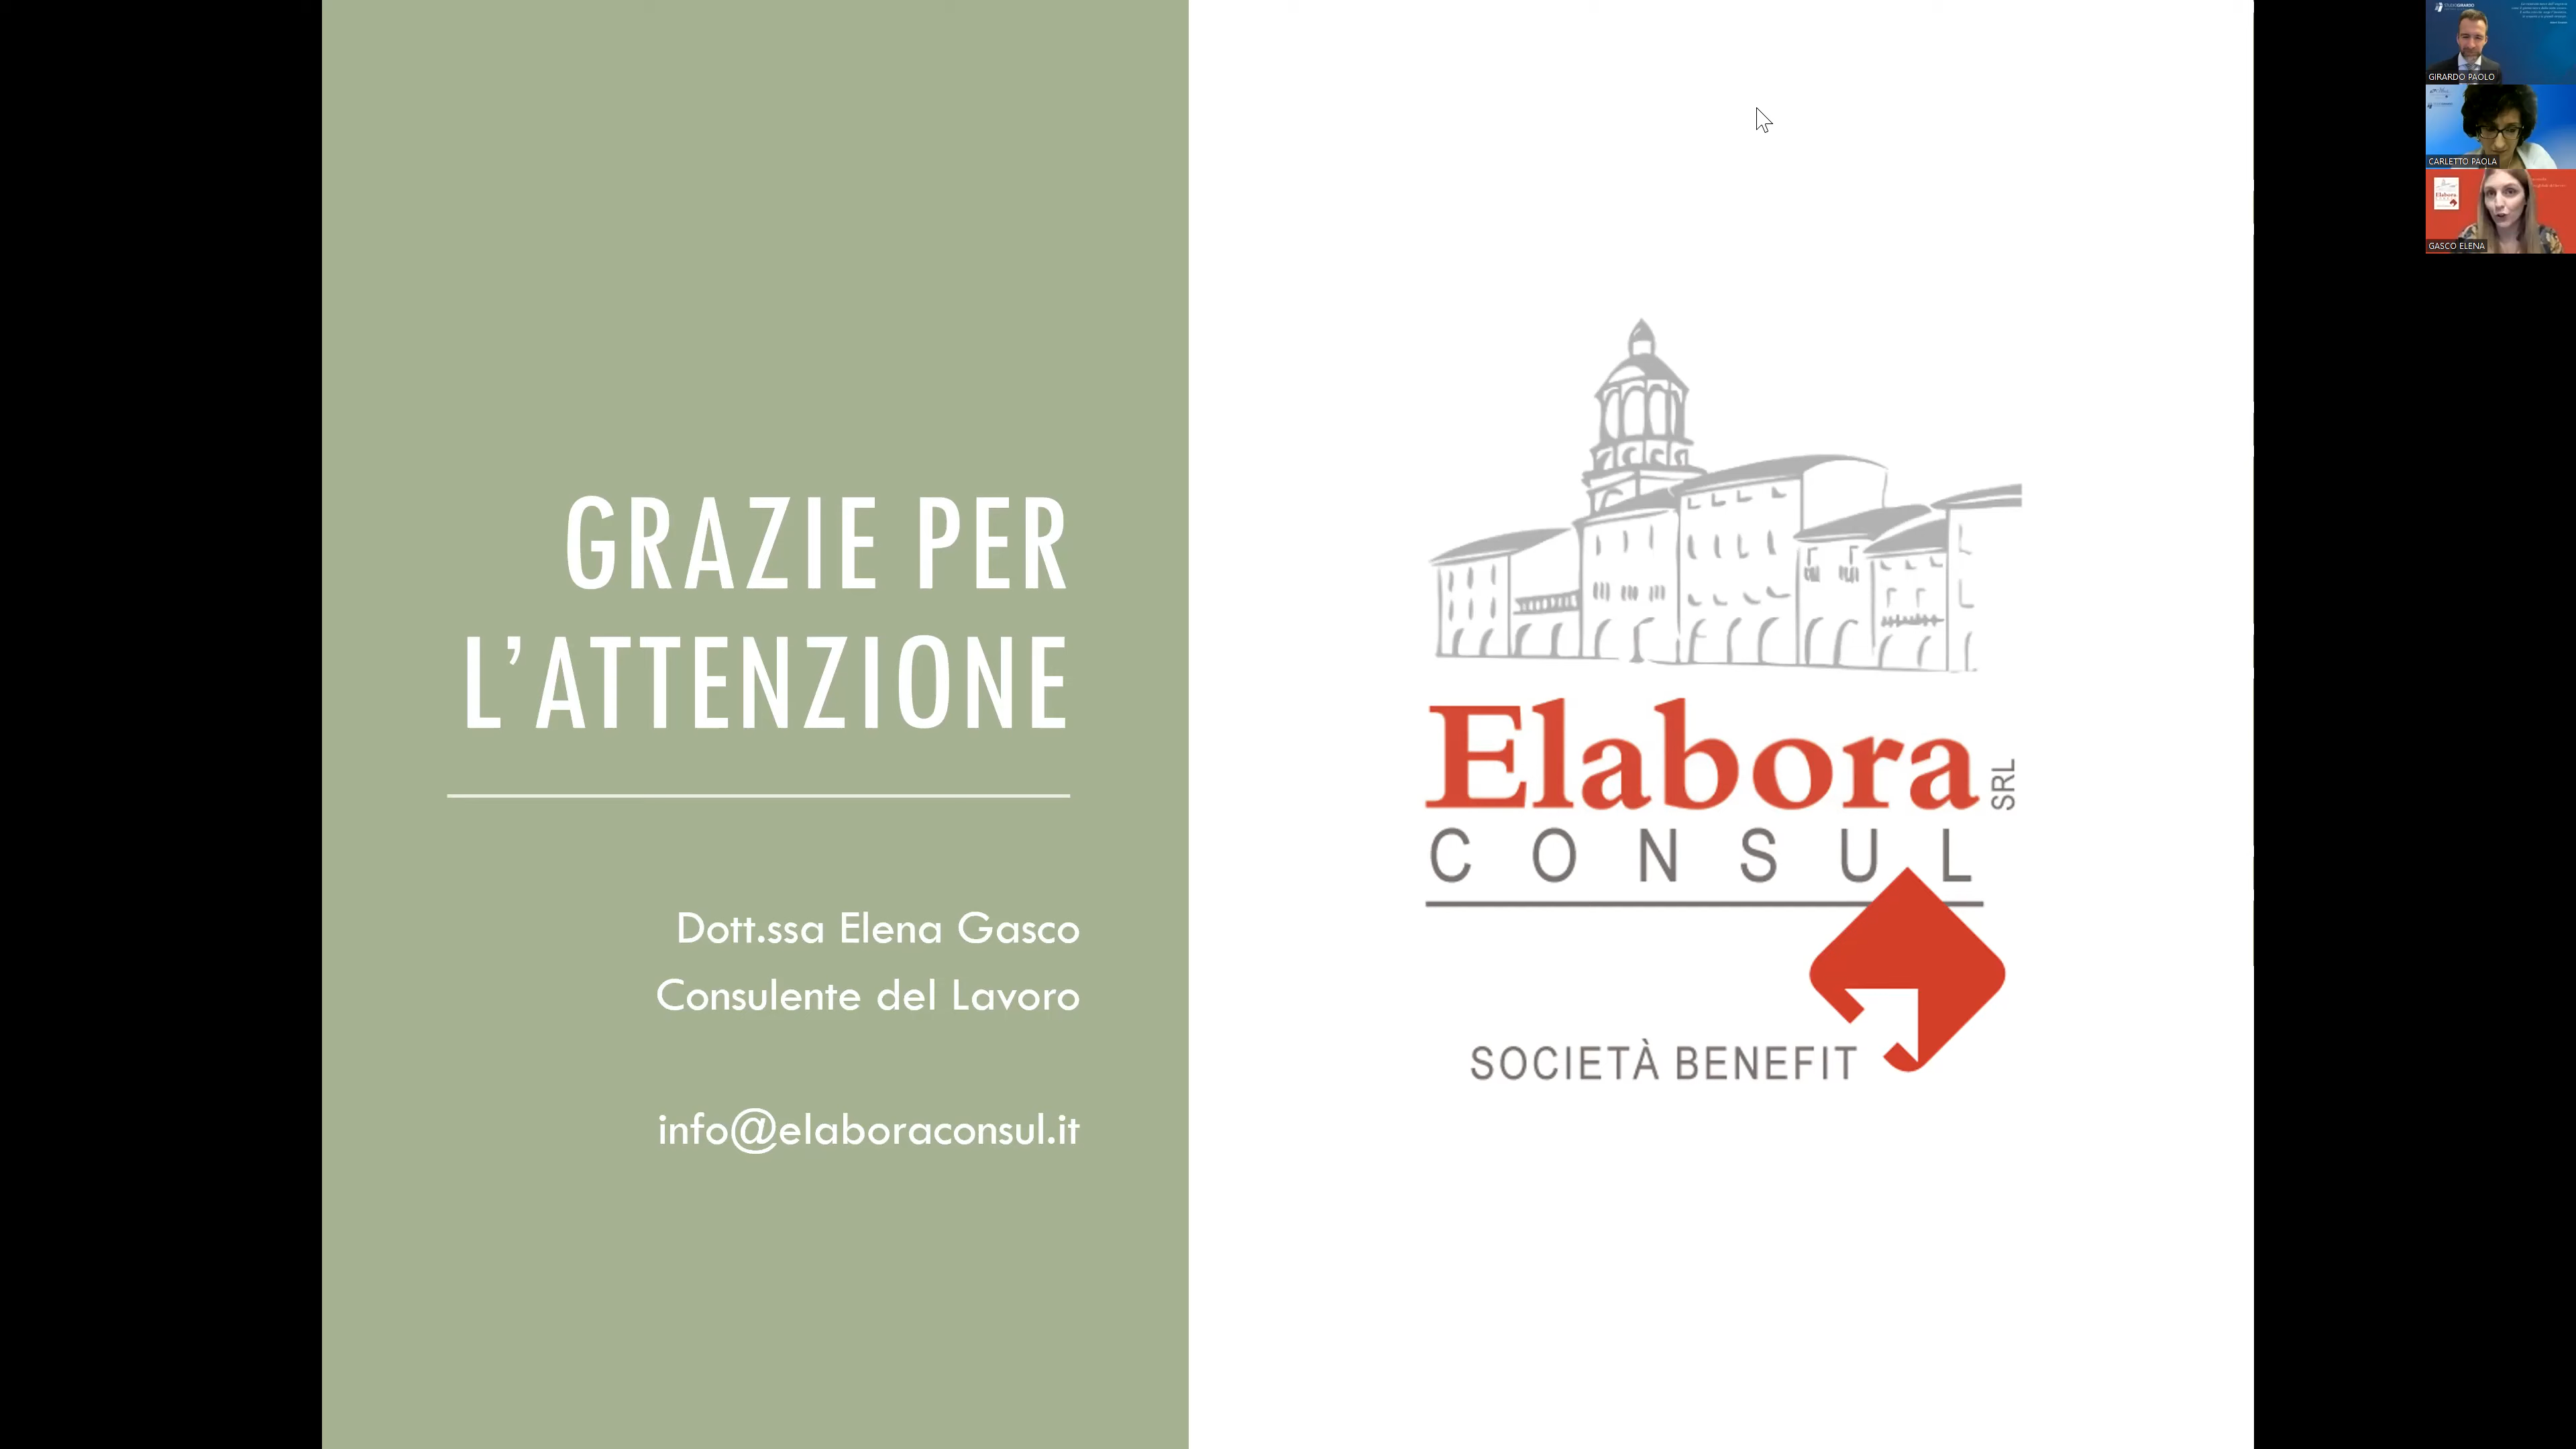 GRAZIE PER
L’ATTENZIONE
Dott.ssa Elena Gasco
Consulente del Lavoro
info@elaboraconsul.it
Elabora SRL
CONSUL
SOCIETÀ BENEFIT
GIRARDO PAOLO
CARLETTO PAOLA
Elabora
GASCO ELENA